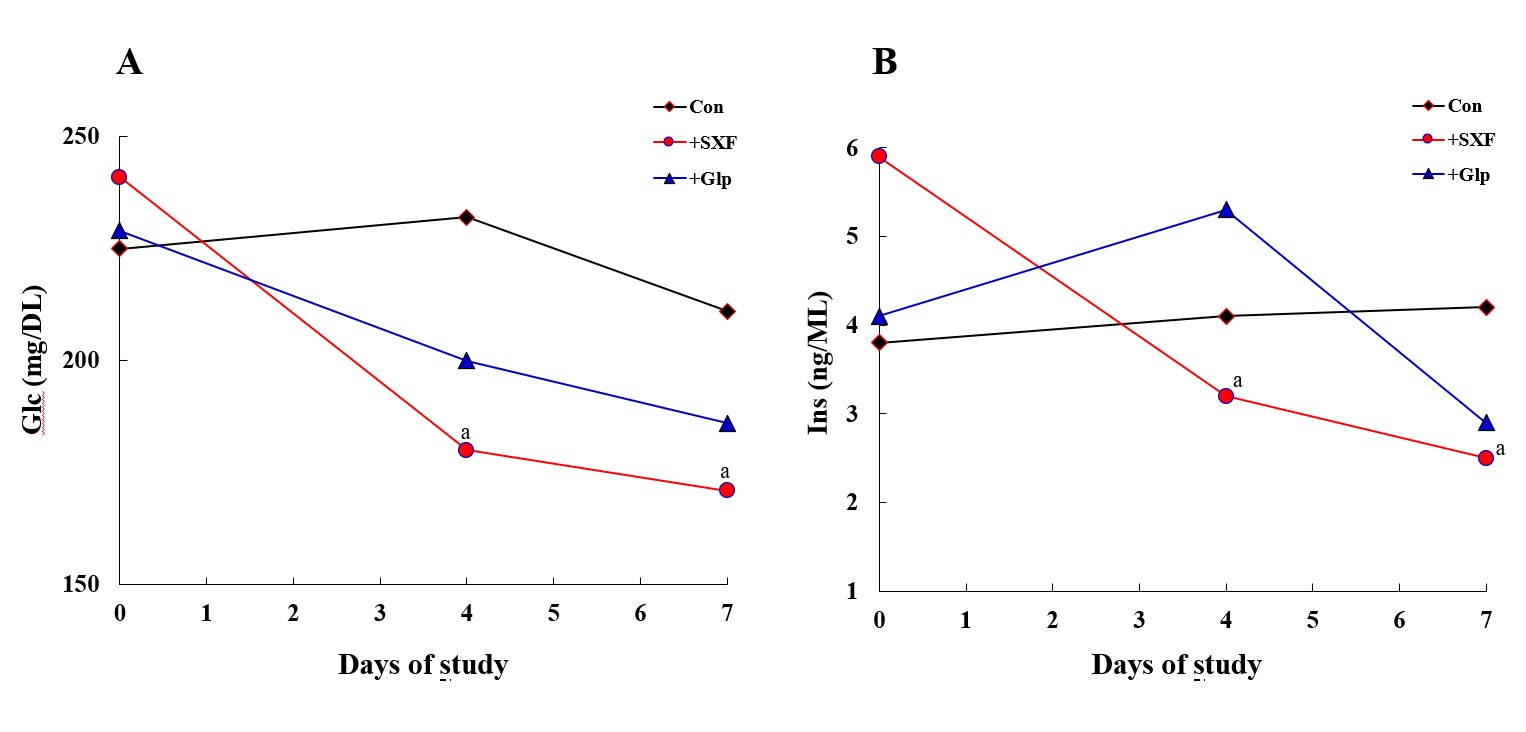 A
Con
+SXF
+Glp
250
200
150
Glc (mg/DL)
a
a
0 1 2 3 4 5 6 7
Days of study
B
Con
+SXF
+Glp
6
5
4
3
2
1
Ins (ng/ML)
a
a
0 1 2 3 4 5 6 7
Days of study